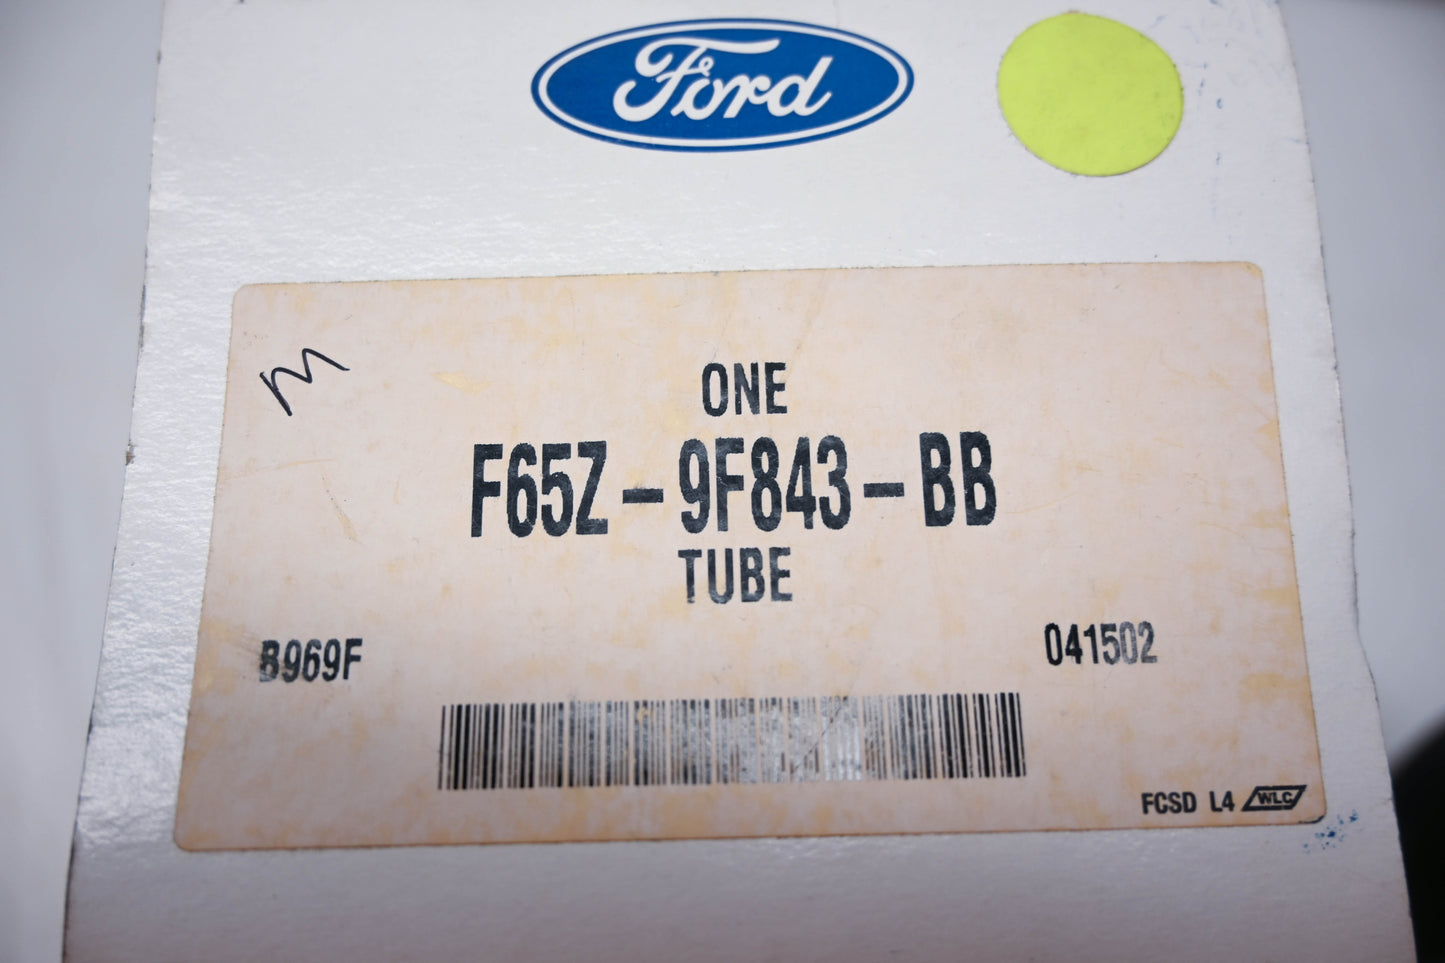 Ford
M
ONE
F65Z-9F843-BB
TUBE
B969F
041502
FCSD L4 WLC